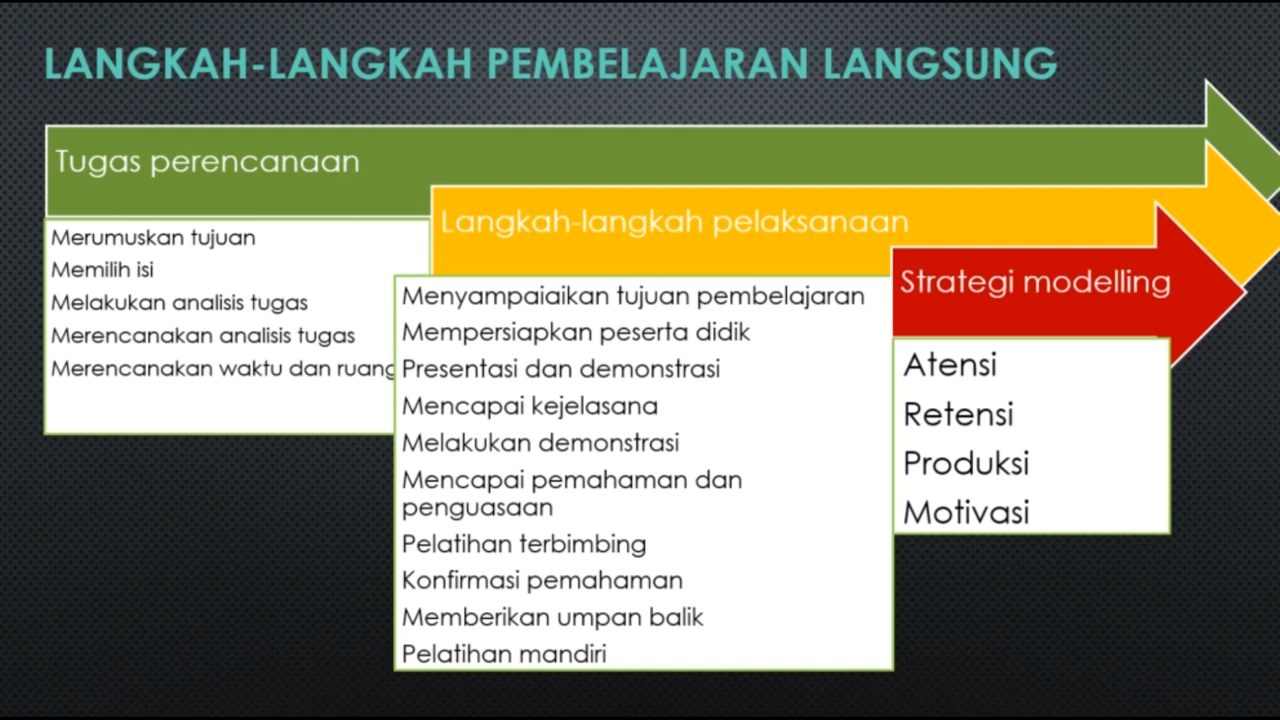 LANGKAH-LANGKAH PEMBELAJARAN LANGSUNG
Tugas perencanaan
Merumuskan tujuan
Memilih isi
Melakukan analisis tugas
Merencanakan analisis tugas
Merencanakan waktu dan ruang
Langkah-langkah pelaksanaan
Menyampaiaikan tujuan pembelajaran
Mempersiapkan peserta didik
Presentasi dan demonstrasi
Mencapai kejelasana
Melakukan demonstrasi
Mencapai pemahaman dan
penguasaan
Pelatihan terbimbing
Konfirmasi pemahaman
Memberikan umpan balik
Pelatihan mandiri
Strategi modelling
Atensi
Retensi
Produksi
Motivasi